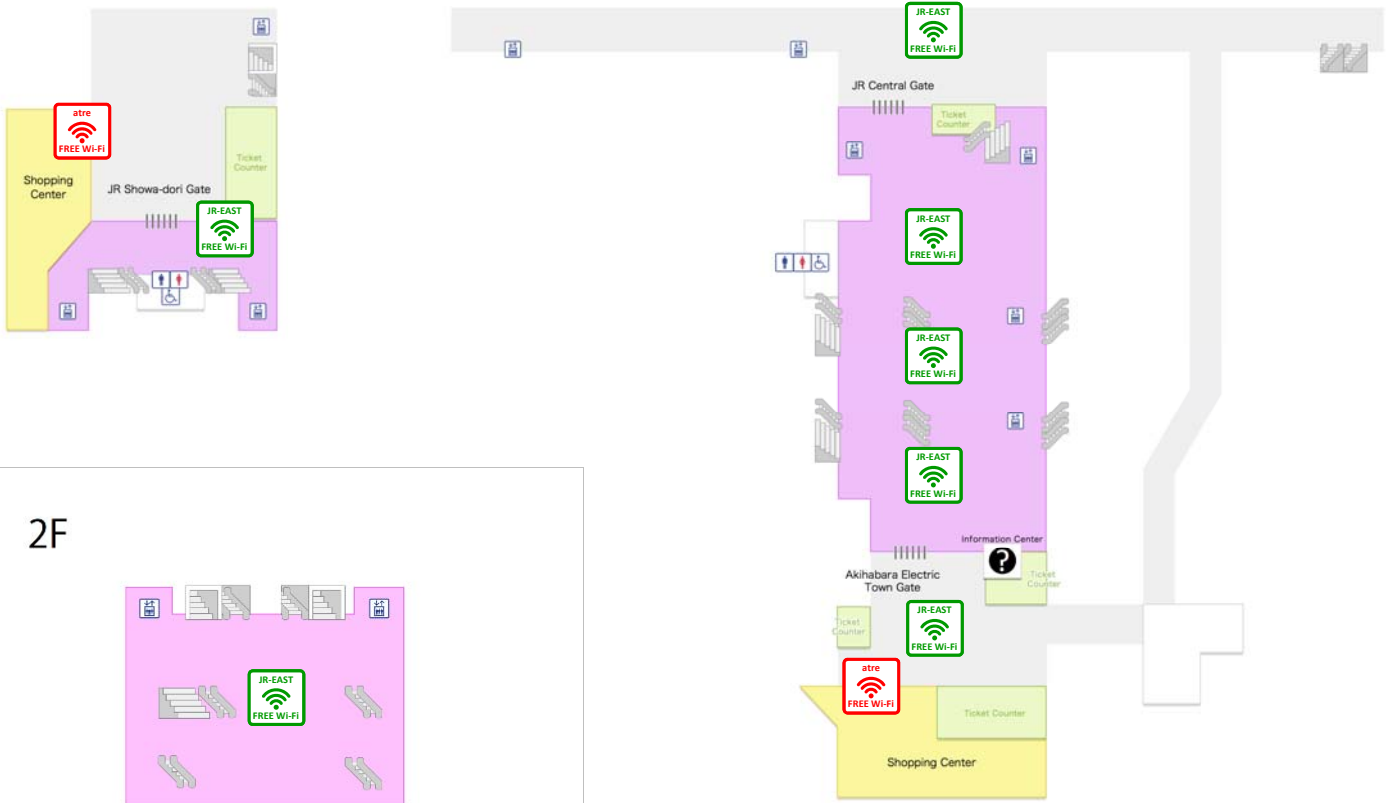 atre
FREE Wi-Fi
Shopping
Center
JR Showa-dori Gate
Ticket
Counter
JR-EAST
FREE Wi-Fi
JR-EAST
FREE Wi-Fi
JR Central Gate
Ticket
Counter
JR-EAST
FREE Wi-Fi
JR-EAST
FREE Wi-Fi
JR-EAST
FREE Wi-Fi
Information Center
?
Akihabara Electric
Town Gate
Ticket
Counter
Ticket
Counter
JR-EAST
FREE Wi-Fi
atre
FREE Wi-Fi
Ticket Counter
Shopping Center
2F
JR-EAST
FREE Wi-Fi